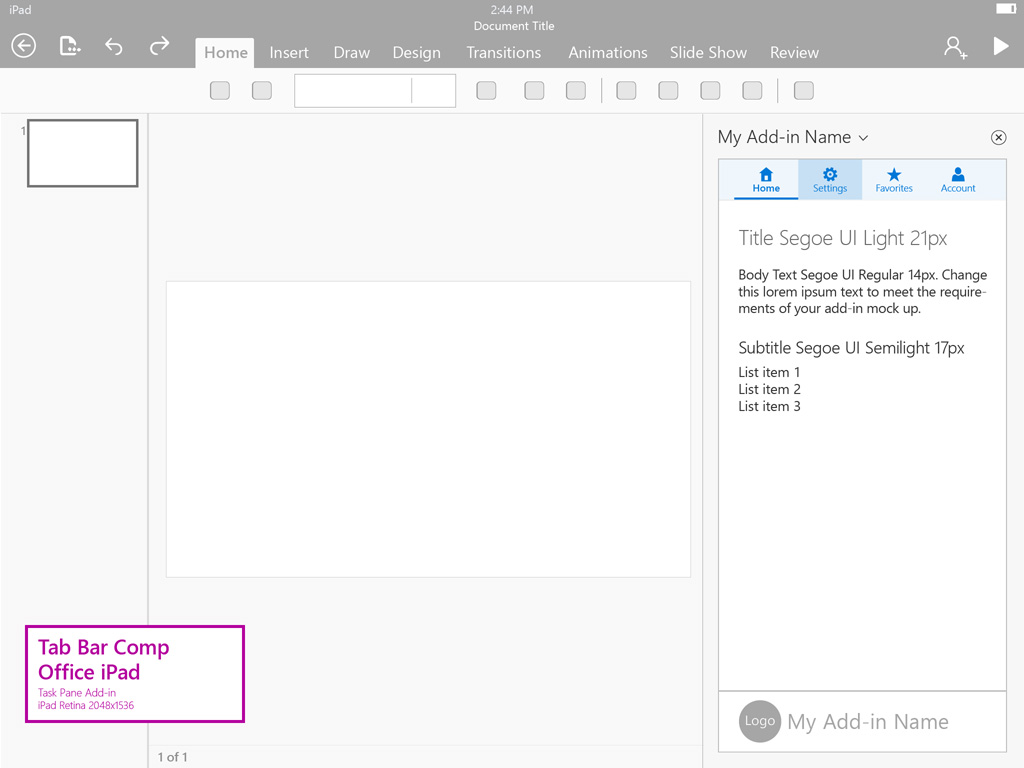 iPad
2:44 PM
Document Title
Home Insert Draw Design Transitions Animations Slide Show Review
1
My Add-in Name
Home Settings Favorites Account
Title Segoe UI Light 21px
Body Text Segoe UI Regular 14px. Change
this lorem ipsum text to meet the require-
ments of your add-in mock up.
Subtitle Segoe UI Semilight 17px
List item 1
List item 2
List item 3
Tab Bar Comp
Office iPad
Task Pane Add-in
iPad Retina 2048x1536
Logo My Add-in Name
1 of 1